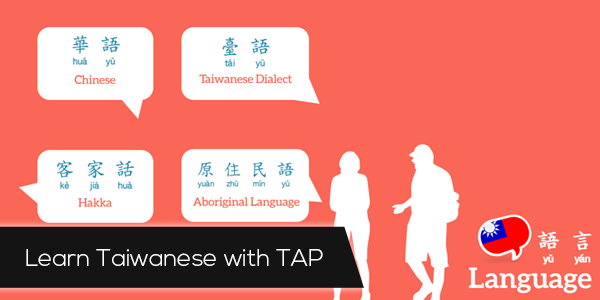 華 語
huá yǔ
Chinese
臺 語
tái yǔ
Taiwanese Dialect
客 家 話
kè jiā huà
Hakka
原 住 民 語
yuán zhù mín yǔ
Aboriginal Language
Learn Taiwanese with TAP
語 言
yǔ yán
Language